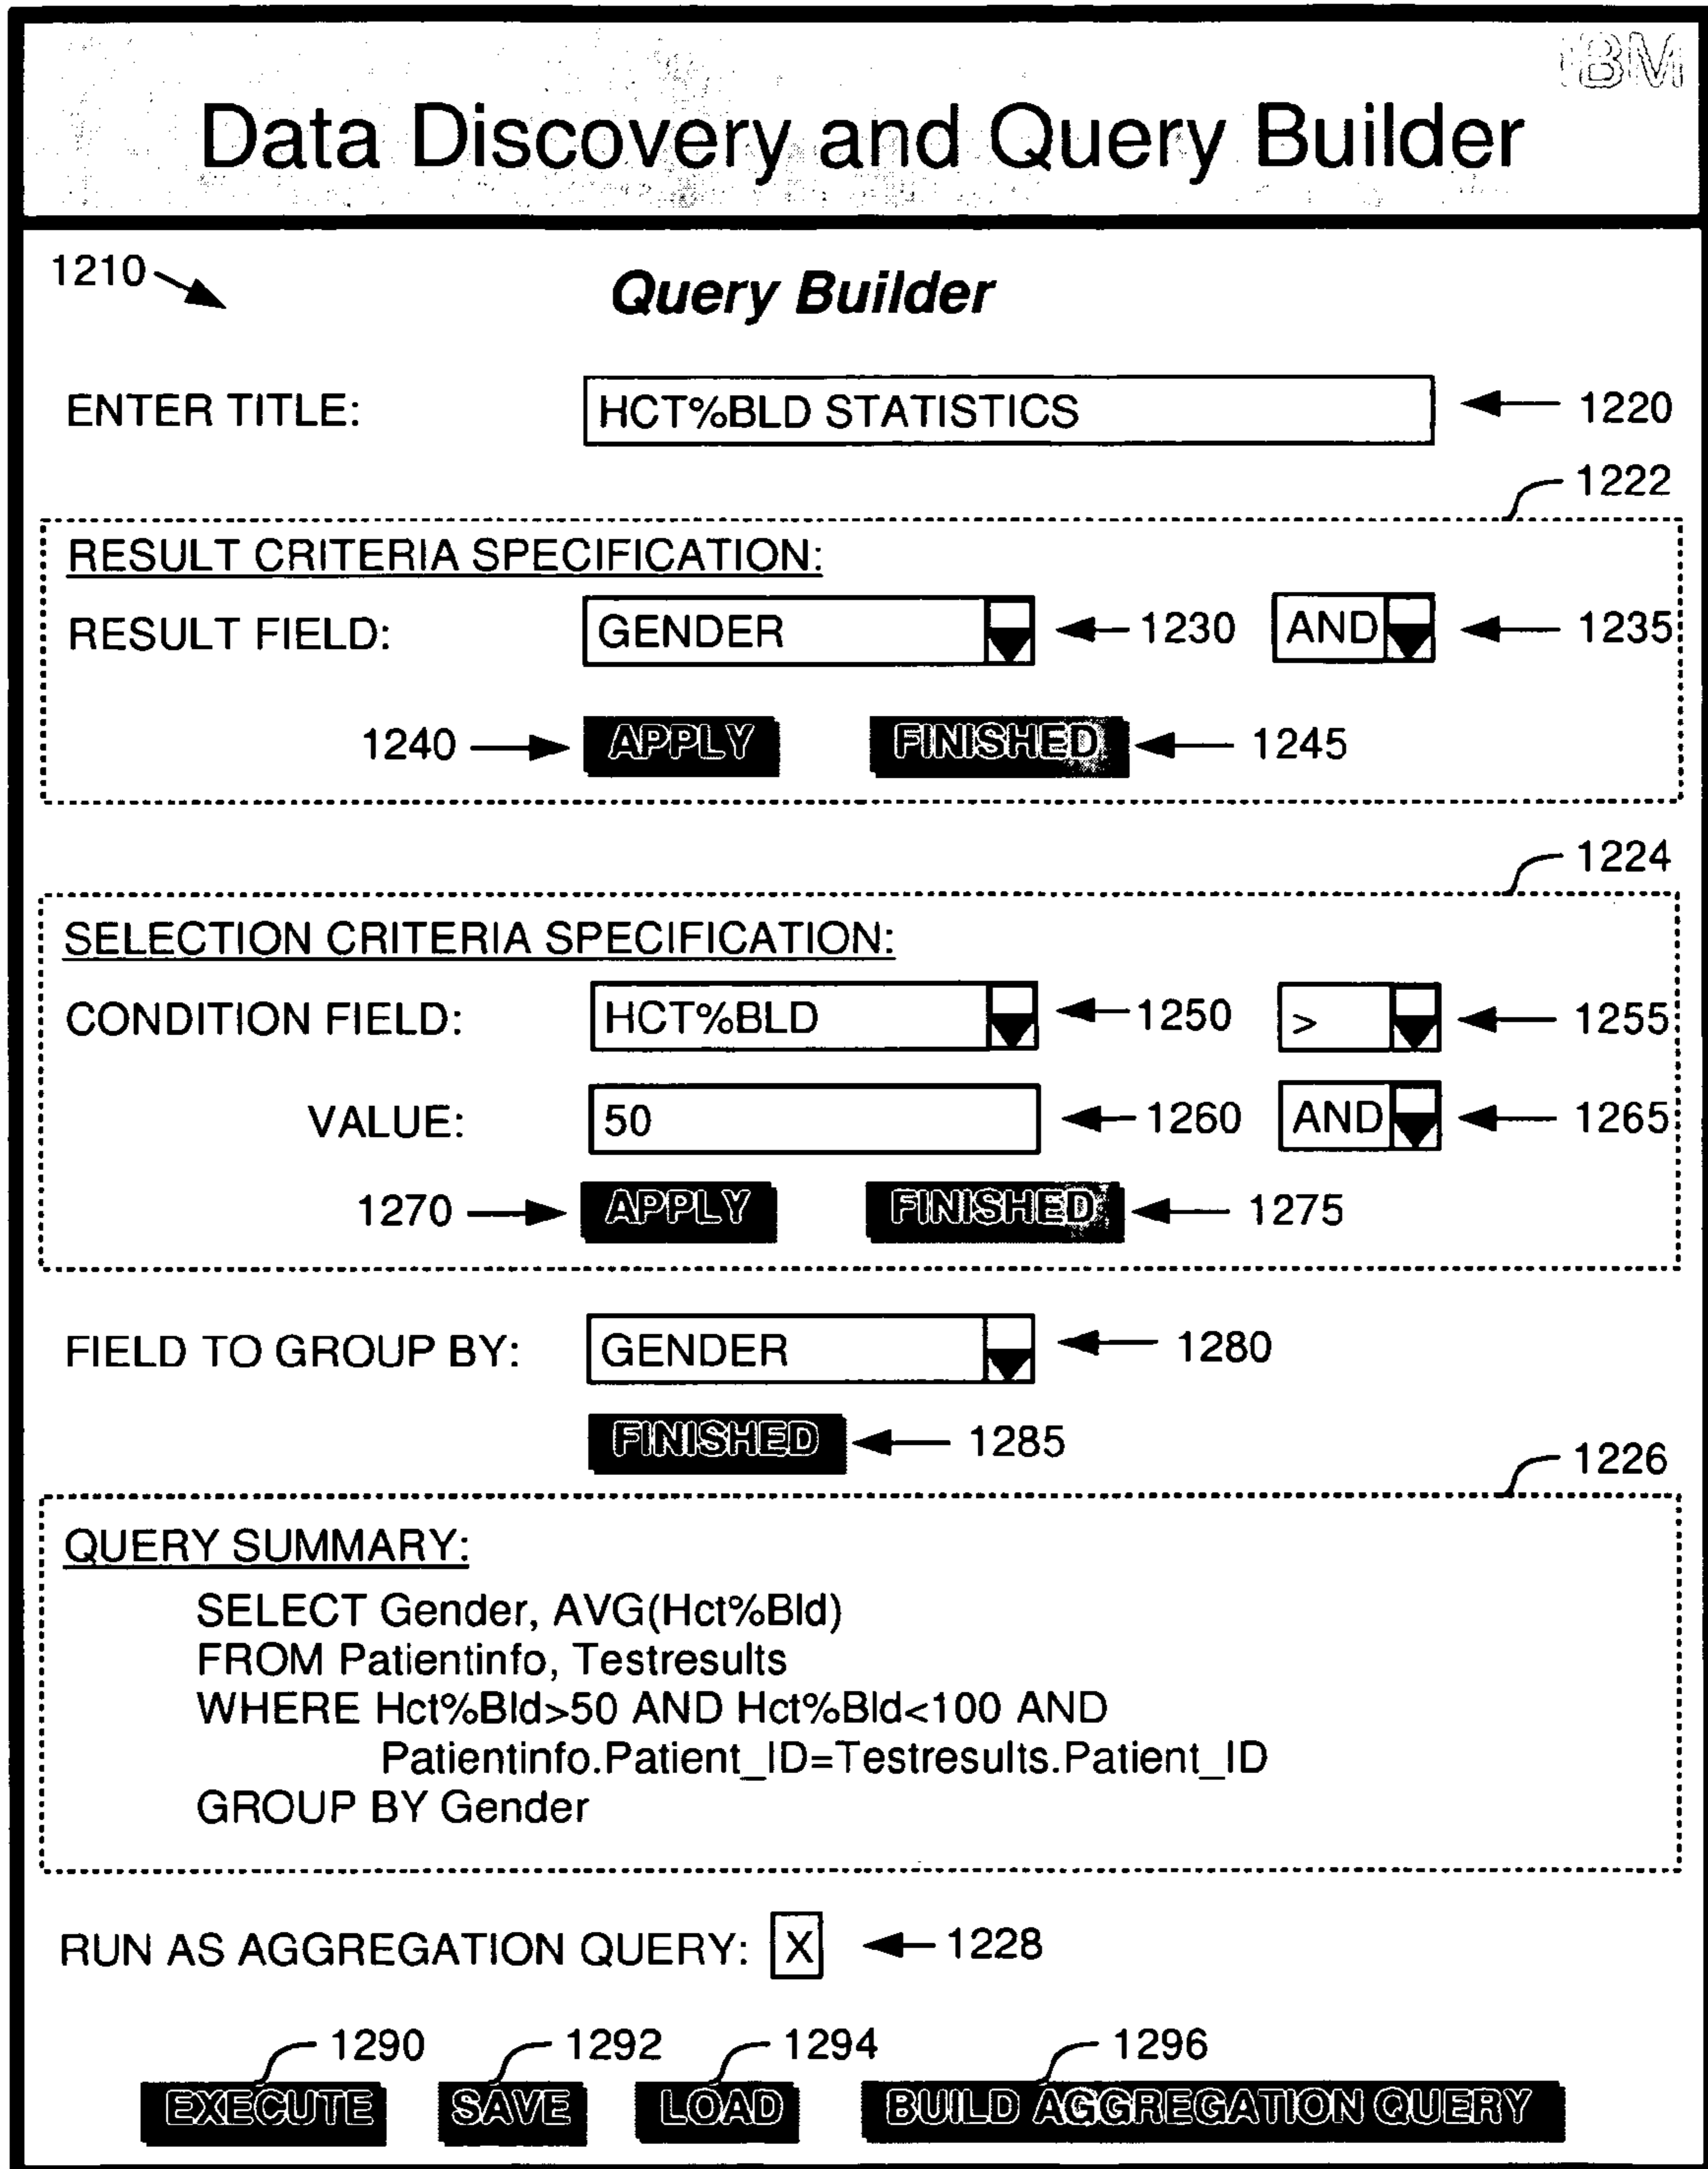 IBM
Data Discovery and Query Builder
1210
Query Builder
ENTER TITLE: HCT%BLD STATISTICS 1220
1222
RESULT CRITERIA SPECIFICATION:
RESULT FIELD: GENDER 1230 AND 1235
1240 APPLY FINISHED 1245
1224
SELECTION CRITERIA SPECIFICATION:
CONDITION FIELD: HCT%BLD 1250 > 1255
VALUE: 50 1260 AND 1265
1270 APPLY FINISHED 1275
FIELD TO GROUP BY: GENDER 1280
FINISHED 1285
1226
QUERY SUMMARY:
SELECT Gender, AVG(Hct%Bld)
FROM Patientinfo, Testresults
WHERE Hct%Bld>50 AND Hct%Bld<100 AND
Patientinfo.Patient_ID=Testresults.Patient_ID
GROUP BY Gender
RUN AS AGGREGATION QUERY: X 1228
1290 1292 1294 1296
EXECUTE SAVE LOAD BUILD AGGREGATION QUERY